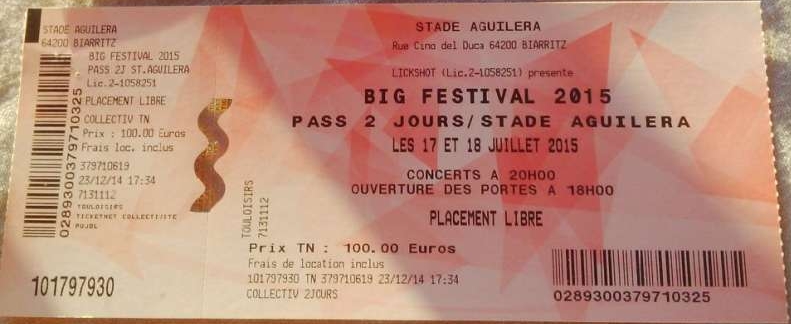 STADE AGUILERA
64200 BIARRITZ
BIG FESTIVAL 2015
PASS 2J ST.AGUILERA
Lic.2-1058251
PLACEMENT LIBRE
COLLECTIV TN
Prix : 100.00 Euros
Frais loc. inclus
379710619
23/12/14 17:34
7131112
TOULOISIRS
TICKETNET COLLECTIVITE
PUJOL
0289300379710325
101797930
TOULOISIRS
7131112
STADE AGUILERA
Rue Cino del Duca 64200 BIARRITZ
LICKSHOT (Lic.2-1058251) presente
BIG FESTIVAL 2015
PASS 2 JOURS/STADE AGUILERA
LES 17 ET 18 JUILLET 2015
CONCERTS A 20H00
OUVERTURE DES PORTES A 18H00
PLACEMENT LIBRE
Prix TN : 100.00 Euros
Frais de location inclus
101797930 TN 379710619 23/12/14 17:34
COLLECTIV 2JOURS
0289300379710325